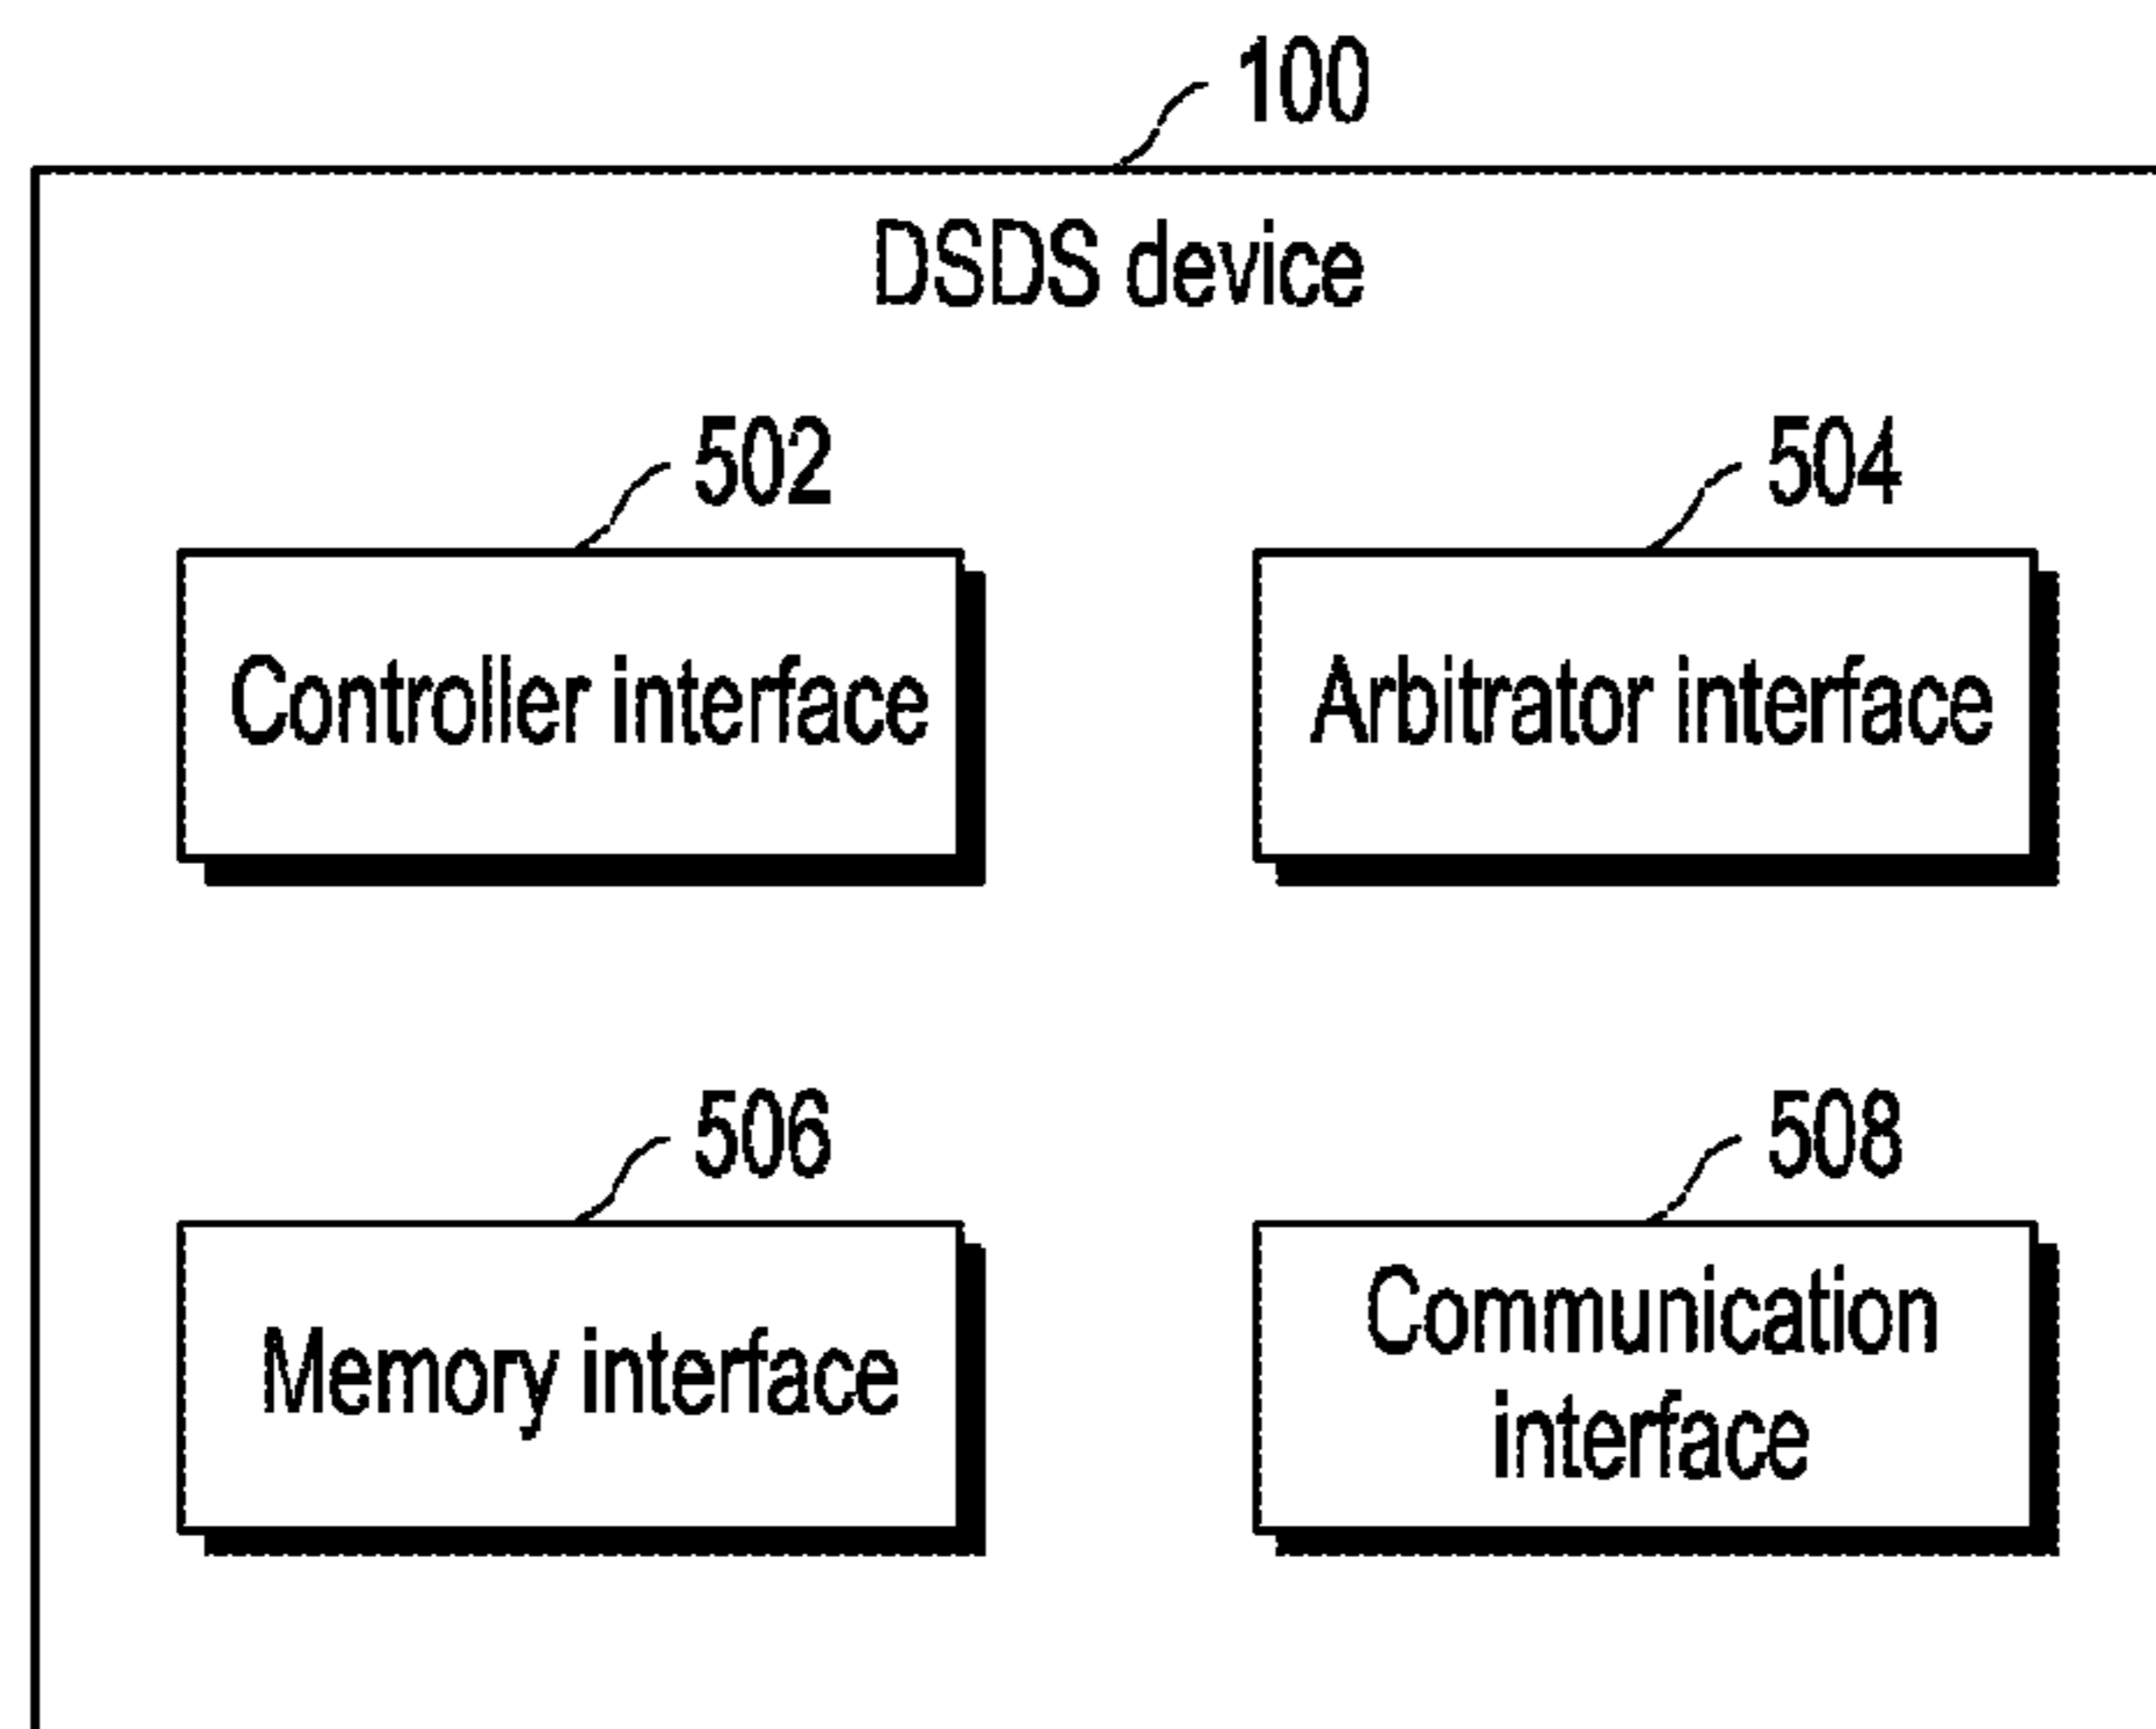 100
DSDS device
502
504
Controller interface
Arbitrator interface
506
508
Memory interface
Communication
interface